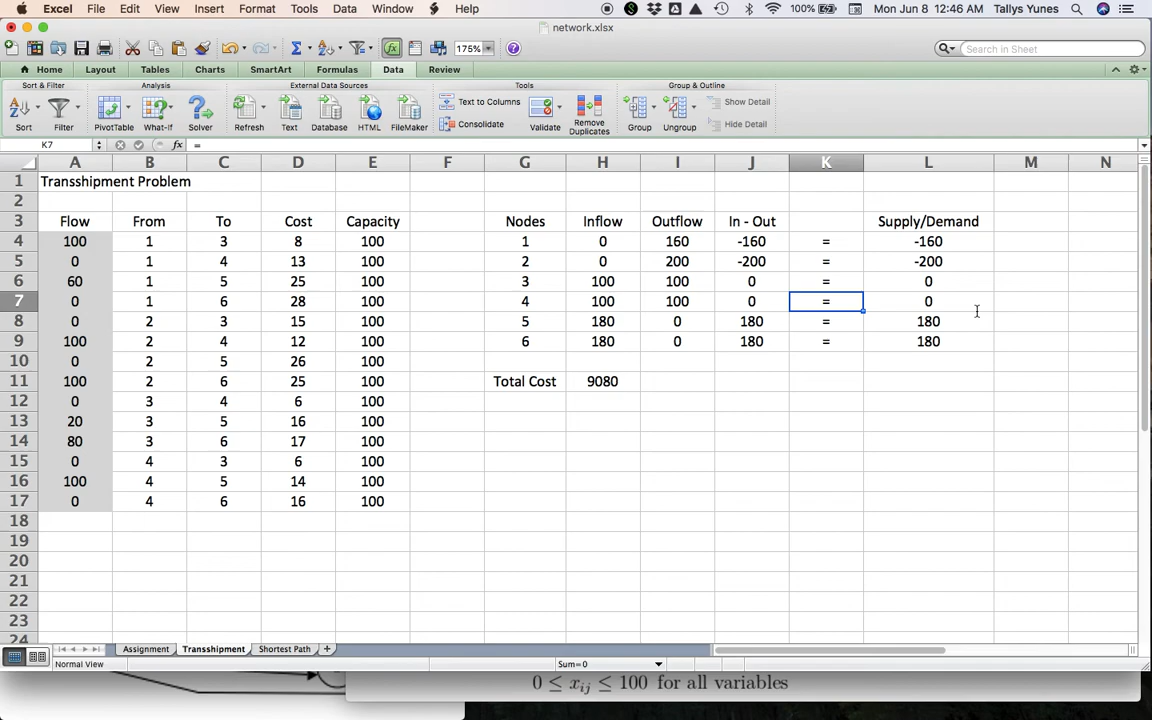 Excel File Edit View Insert Format Tools Data Window Help 100% Mon Jun 8 12:46 AM Tallys Yunes
network.xlsx
175% Search in Sheet
Home Layout Tables Charts SmartArt Formulas Data Review
Sort & Filter Analysis External Data Sources Tools Group & Outline
Text to Columns Show Detail
Consolidate Hide Detail
Sort Filter PivotTable What-If Solver Refresh Text Database HTML FileMaker Validate Remove Duplicates Group Ungroup
K7 fx =
A B C D E F G H I J K L M N
1 Transshipment Problem
2
3 Flow From To Cost Capacity Nodes Inflow Outflow In - Out Supply/Demand
4 100 1 3 8 100 1 0 160 -160 = -160
5 0 1 4 13 100 2 0 200 -200 = -200
6 60 1 5 25 100 3 100 100 0 = 0
7 0 1 6 28 100 4 100 100 0 = 0
8 0 2 3 15 100 5 180 0 180 = 180
9 100 2 4 12 100 6 180 0 180 = 180
10 0 2 5 26 100
11 100 2 6 25 100 Total Cost 9080
12 0 3 4 6 100
13 20 3 5 16 100
14 80 3 6 17 100
15 0 4 3 6 100
16 100 4 5 14 100
17 0 4 6 16 100
18
19
20
21
22
23
24
Assignment Transshipment Shortest Path +
Normal View Sum=0
0 ≤ xij ≤ 100 for all variables